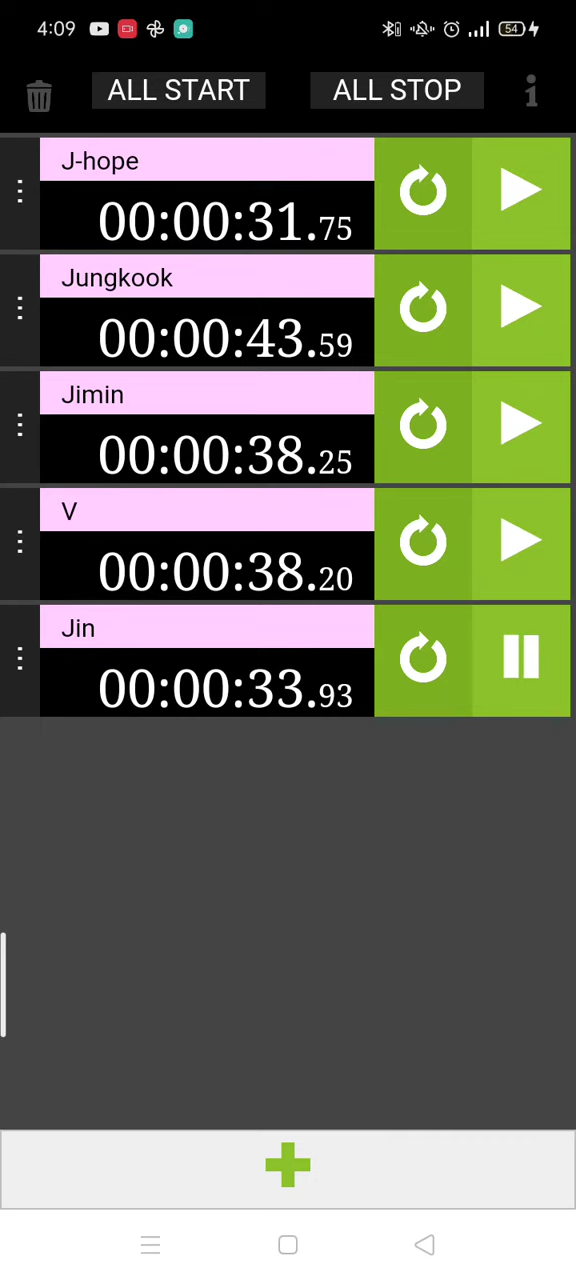 4:09 54
ALL START ALL STOP
J-hope
00:00:31.75
Jungkook
00:00:43.59
Jimin
00:00:38.25
V
00:00:38.20
Jin
00:00:33.93